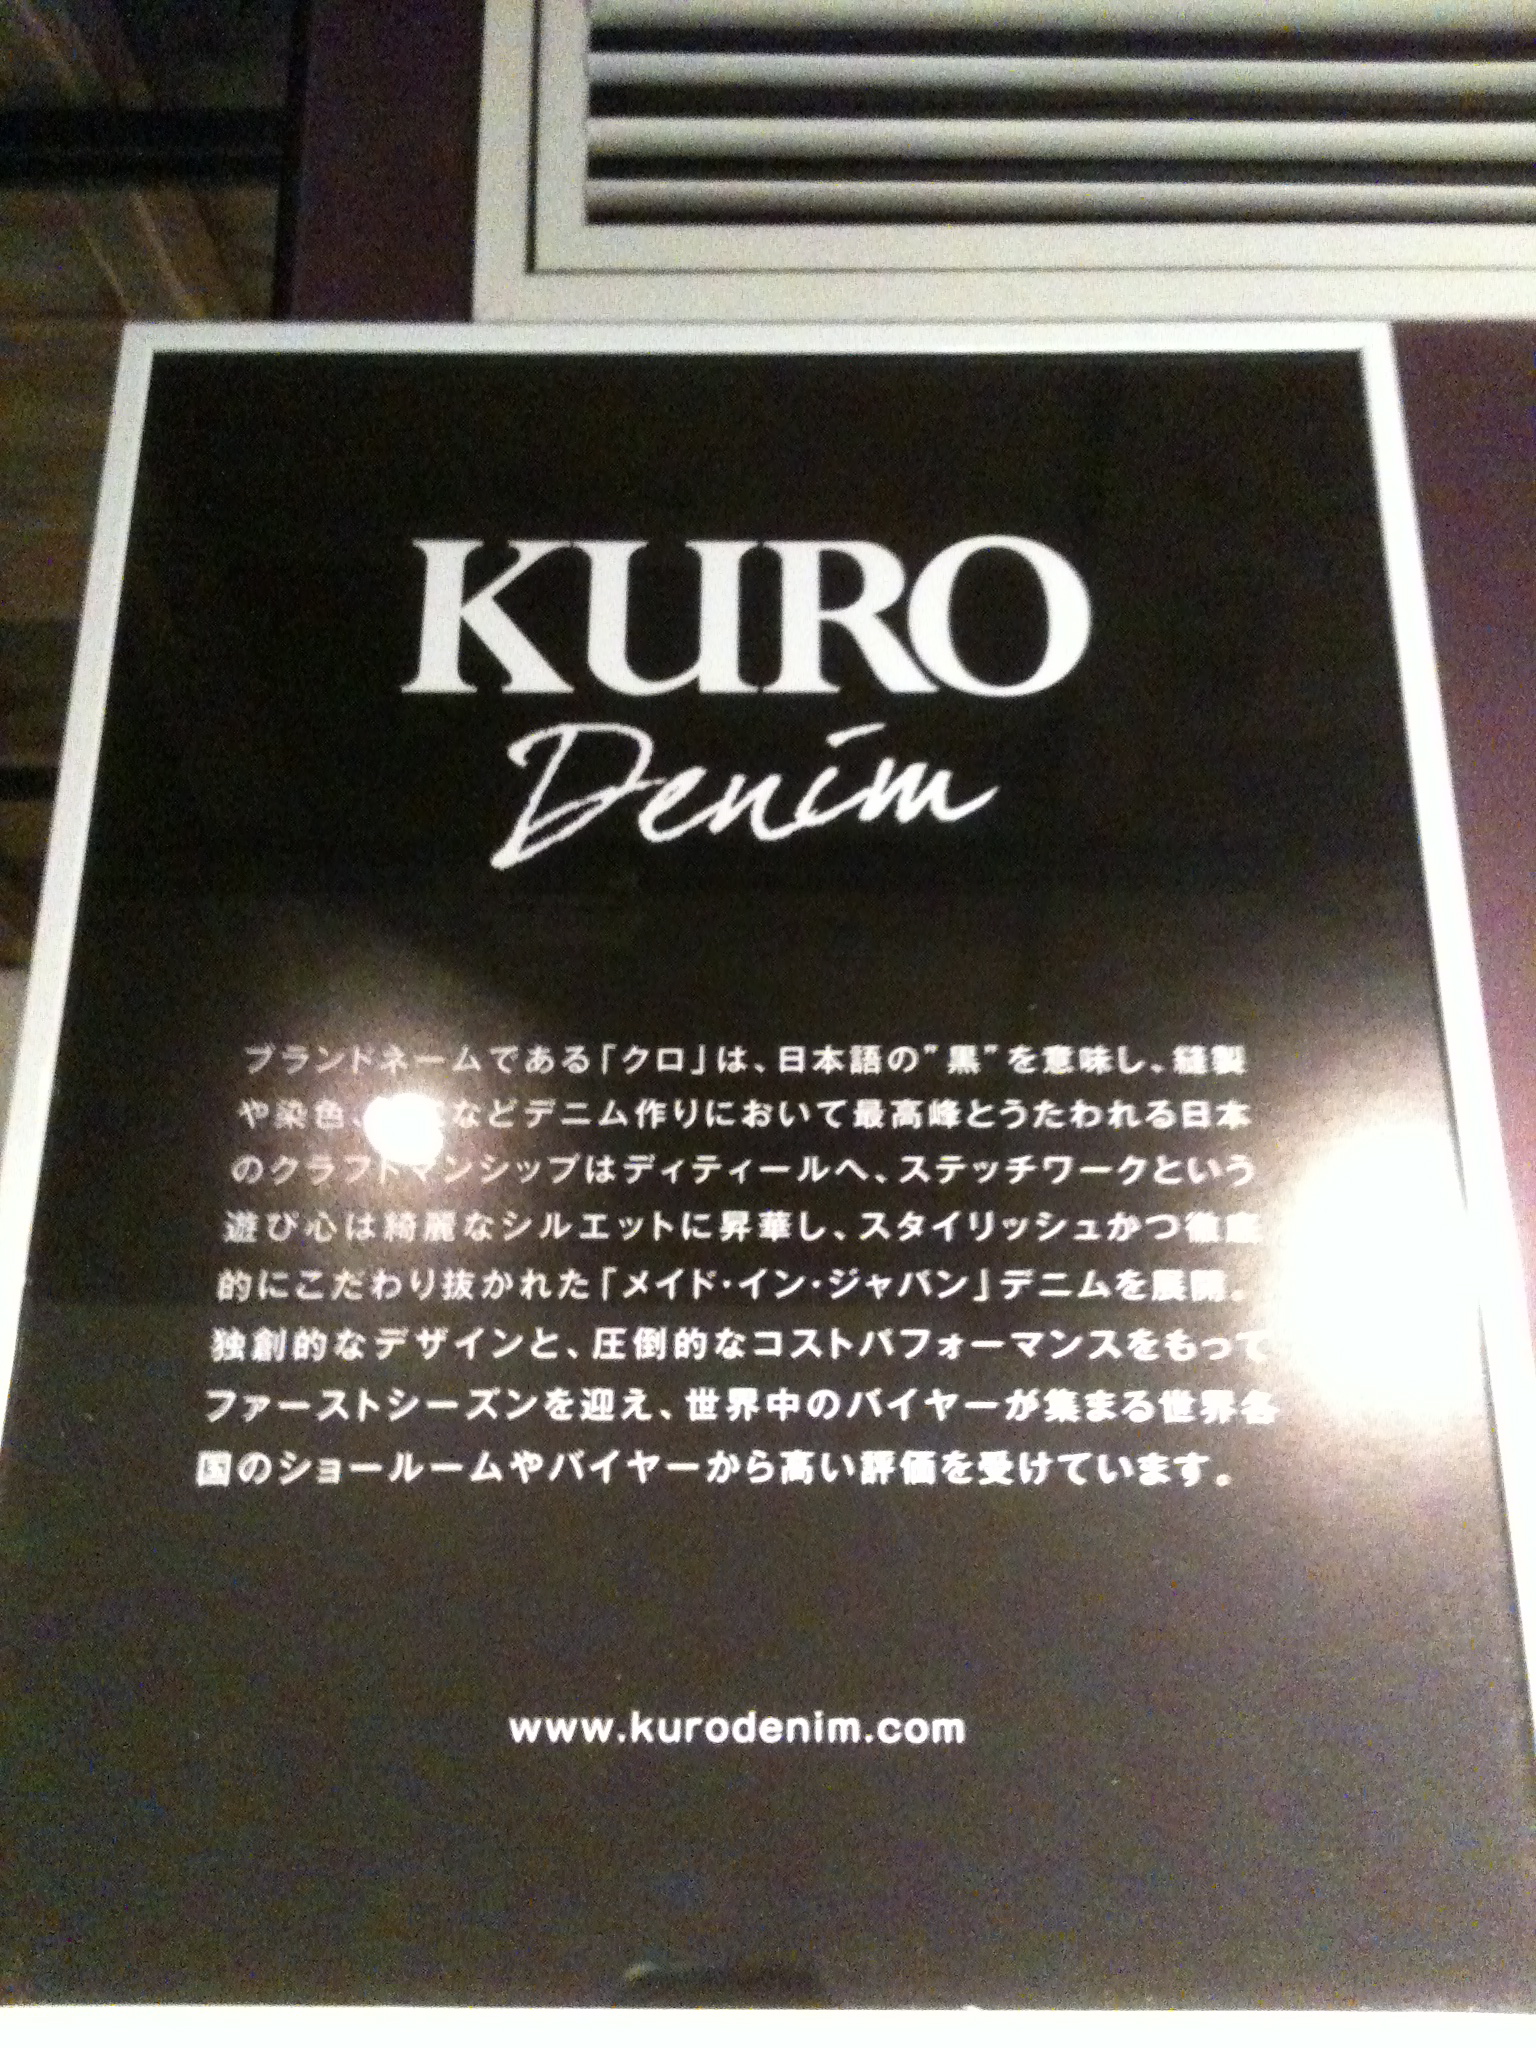 KURO
Denim
ブランドネームである「クロ」は、日本語の"黒"を意味し、縫製
や染色、などデニム作りにおいて最高峰とうたわれる日本
のクラフトマンシップはディティールへ、ステッチワークという
遊び心は綺麗なシルエットに昇華し、スタイリッシュかつ徹底
的にこだわり抜かれた「メイド・イン・ジャパン」デニムを展開。
独創的なデザインと、圧倒的なコストパフォーマンスをもって
ファーストシーズンを迎え、世界中のバイヤーが集まる世界各
国のショールームやバイヤーから高い評価を受けています。
www.kurodenim.com